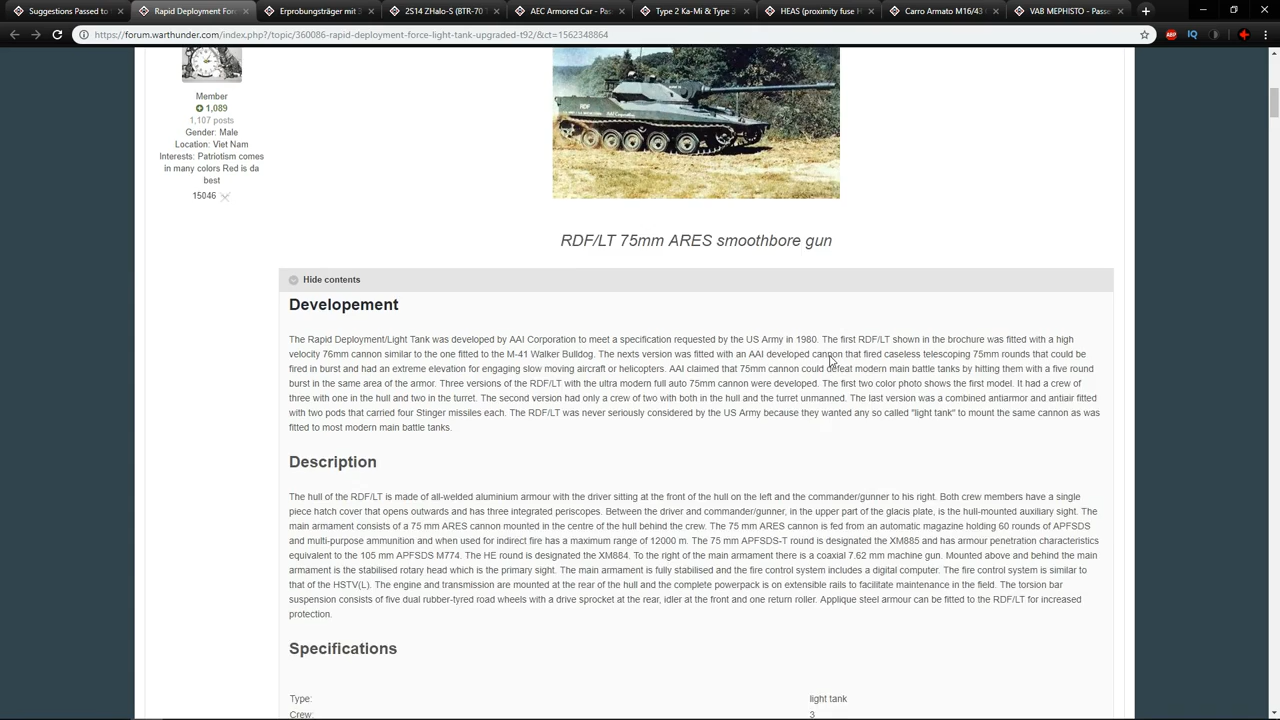 Suggestions Passed to
Rapid Deployment For
Erprobungsträger mit 3
2S14 Zhalo-S (BTR-70
AEC Armored Car - Pas
Type 2 Ka-Mi & Type 3
HEAS (proximity fuse H
Carro Armato M16/43
VAB MEPHISTO - Passe
https://forum.warthunder.com/index.php?/topic/360086-rapid-deployment-force-light-tank-upgraded-t92/&ct=1562348864
ABP
IQ
Member
1,089
1,107 posts
Gender: Male
Location: Viet Nam
Interests: Patriotism comes
in many colors Red is da
best
15046
RDF
RDF/LT 75mm ARES smoothbore gun
Hide contents
Developement
The Rapid Deployment/Light Tank was developed by AAI Corporation to meet a specification requested by the US Army in 1980. The first RDF/LT shown in the brochure was fitted with a high
velocity 76mm cannon similar to the one fitted to the M-41 Walker Bulldog. The nexts version was fitted with an AAI developed cannon that fired caseless telescoping 75mm rounds that could be
fired in burst and had an extreme elevation for engaging slow moving aircraft or helicopters. AAI claimed that 75mm cannon could defeat modern main battle tanks by hitting them with a five round
burst in the same area of the armor. Three versions of the RDF/LT with the ultra modern full auto 75mm cannon were developed. The first two color photo shows the first model. It had a crew of
three with one in the hull and two in the turret. The second version had only a crew of two with both in the hull and the turret unmanned. The last version was a combined antiarmor and antiair fitted
with two pods that carried four Stinger missiles each. The RDF/LT was never seriously considered by the US Army because they wanted any so called "light tank" to mount the same cannon as was
fitted to most modern main battle tanks.
Description
The hull of the RDF/LT is made of all-welded aluminium armour with the driver sitting at the front of the hull on the left and the commander/gunner to his right. Both crew members have a single
piece hatch cover that opens outwards and has three integrated periscopes. Between the driver and commander/gunner, in the upper part of the glacis plate, is the hull-mounted auxiliary sight. The
main armament consists of a 75 mm ARES cannon mounted in the centre of the hull behind the crew. The 75 mm ARES cannon is fed from an automatic magazine holding 60 rounds of APFSDS
and multi-purpose ammunition and when used for indirect fire has a maximum range of 12000 m. The 75 mm APFSDS-T round is designated the XM885 and has armour penetration characteristics
equivalent to the 105 mm APFSDS M774. The HE round is designated the XM884. To the right of the main armament there is a coaxial 7.62 mm machine gun. Mounted above and behind the main
armament is the stabilised rotary head which is the primary sight. The main armament is fully stabilised and the fire control system includes a digital computer. The fire control system is similar to
that of the HSTV(L). The engine and transmission are mounted at the rear of the hull and the complete powerpack is on extensible rails to facilitate maintenance in the field. The torsion bar
suspension consists of five dual rubber-tyred road wheels with a drive sprocket at the rear, idler at the front and one return roller. Applique steel armour can be fitted to the RDF/LT for increased
protection.
Specifications
Type:
light tank
Crew:
3